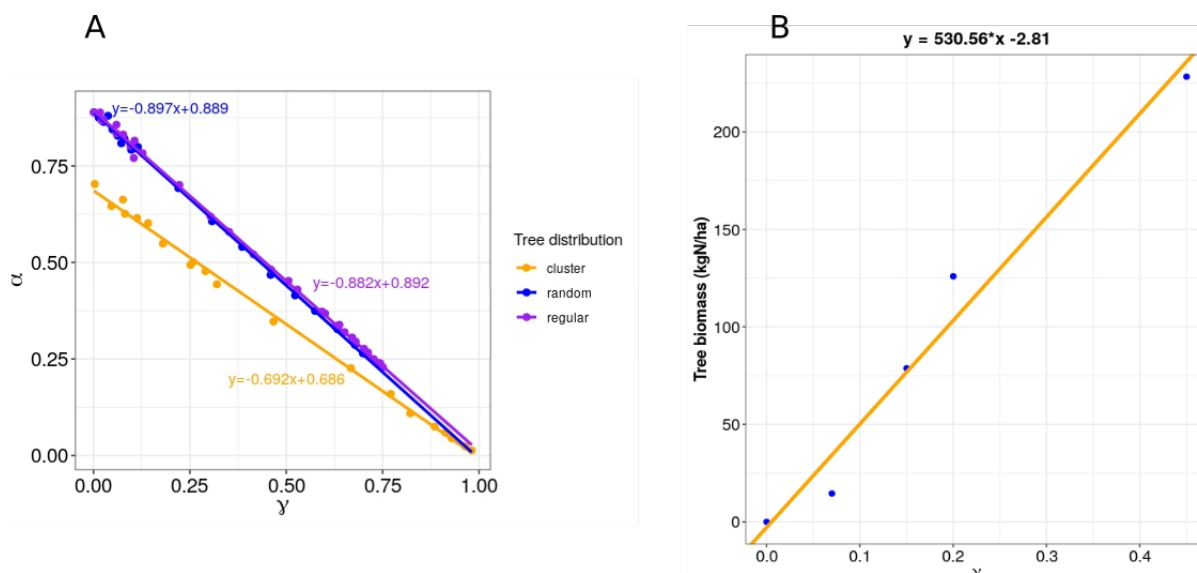 A
y=-0.897x+0.889
y=-0.882x+0.892
y=-0.692x+0.686
0.75
0.50
0.25
0.00
α
0.00 0.25 0.50 0.75 1.00
γ
Tree distribution
cluster
random
regular
B
y = 530.56*x -2.81
Tree biomass (kgN/ha)
200
150
100
50
0
0.0 0.1 0.2 0.3 0.4